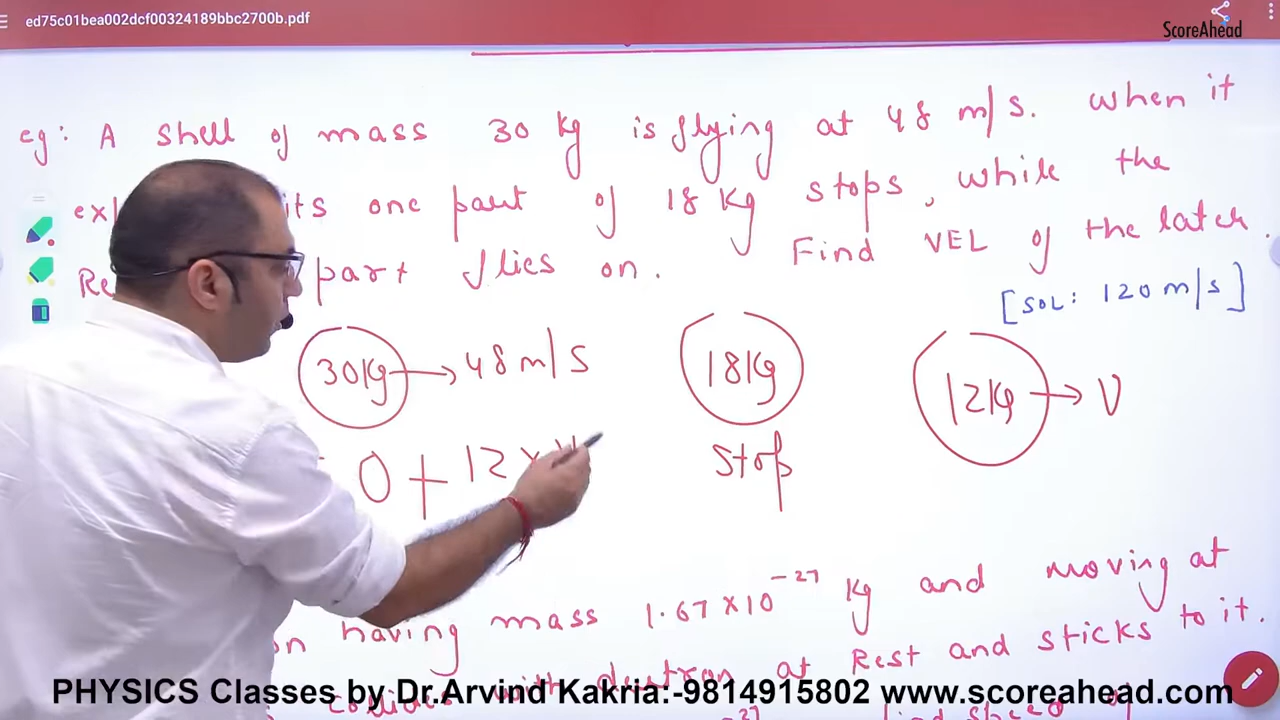 ed75c01bea002dcf00324189bbc2700b.pdf
ScoreAhead
eg: A shell of mass 30 kg is flying at 48 m/s. When it
its one part of 18 Kg stops, while the
part flies on. Find VEL of the later.
[SOL: 120 m/s]
30Kg → 48 m/s 18Kg 12Kg → V
0 + 12 ×
Stop
having mass 1.67 × 10⁻²⁷ kg and moving at
with deutron at Rest and sticks to it.
PHYSICS Classes by Dr.Arvind Kakria:-9814915802 www.scoreahead.com